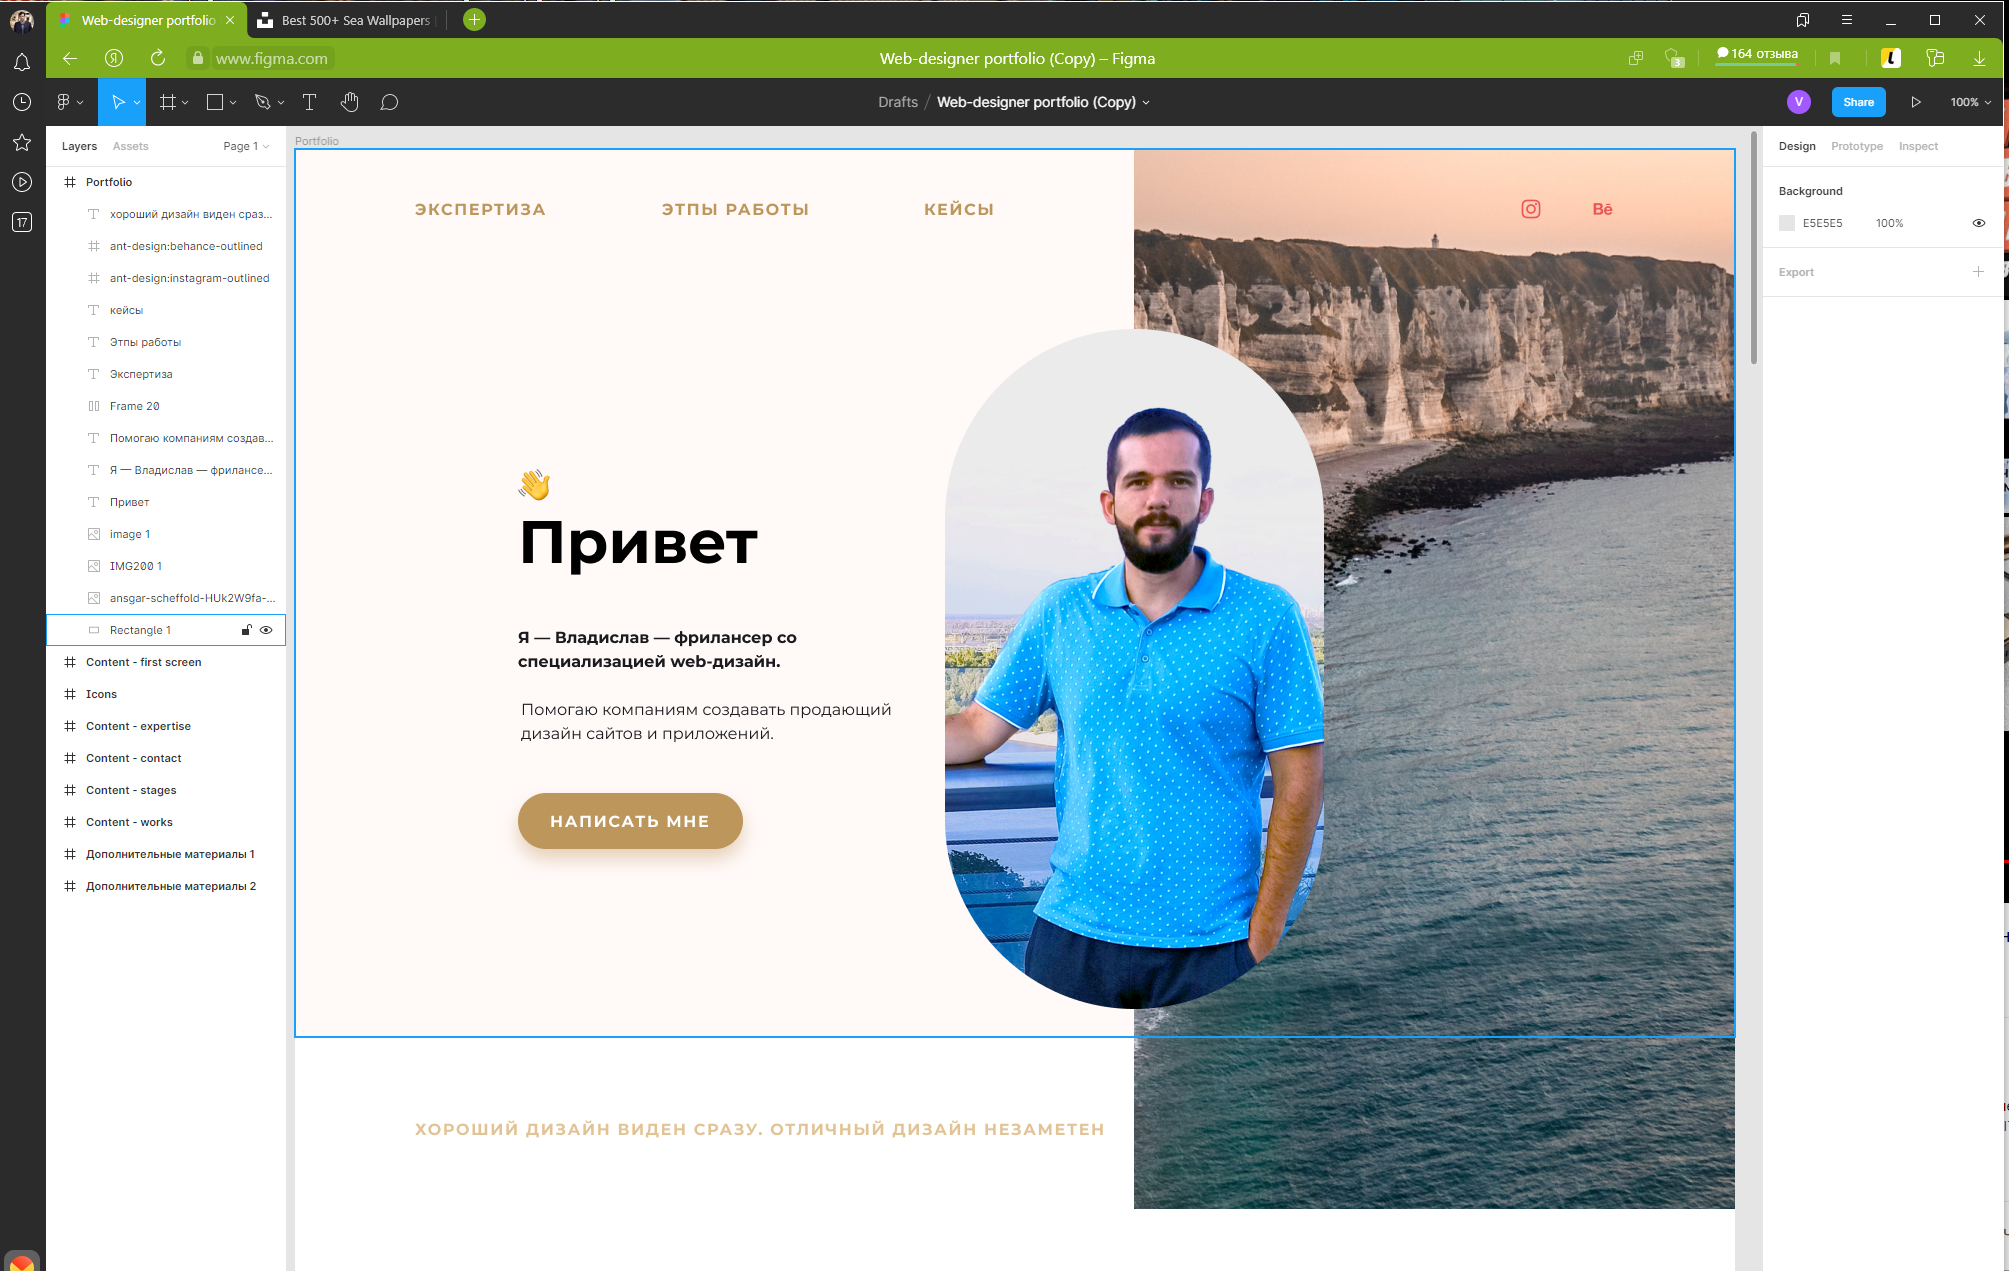 Web-designer portfolio
Best 500+ Sea Wallpapers
www.figma.com
Web-designer portfolio (Copy) – Figma
3
164 отзыва
Drafts / Web-designer portfolio (Copy)
V
Share
100%
17
Layers
Assets
Page 1
Portfolio
хороший дизайн виден сраз...
ant-design:behance-outlined
ant-design:instagram-outlined
кейсы
Этпы работы
Экспертиза
Frame 20
Помогаю компаниям создав...
Я — Владислав — фрилансе...
Привет
image 1
IMG200 1
ansgar-scheffold-HUk2W9fa-...
Rectangle 1
Content - first screen
Icons
Content - expertise
Content - contact
Content - stages
Content - works
Дополнительные материалы 1
Дополнительные материалы 2
Portfolio
ЭКСПЕРТИЗА
ЭТПЫ РАБОТЫ
КЕЙСЫ
Bē
Привет
Я — Владислав — фрилансер со
специализацией web-дизайн.
Помогаю компаниям создавать продающий
дизайн сайтов и приложений.
НАПИСАТЬ МНЕ
ХОРОШИЙ ДИЗАЙН ВИДЕН СРАЗУ. ОТЛИЧНЫЙ ДИЗАЙН НЕЗАМЕТЕН
Design
Prototype
Inspect
Background
E5E5E5
100%
Export